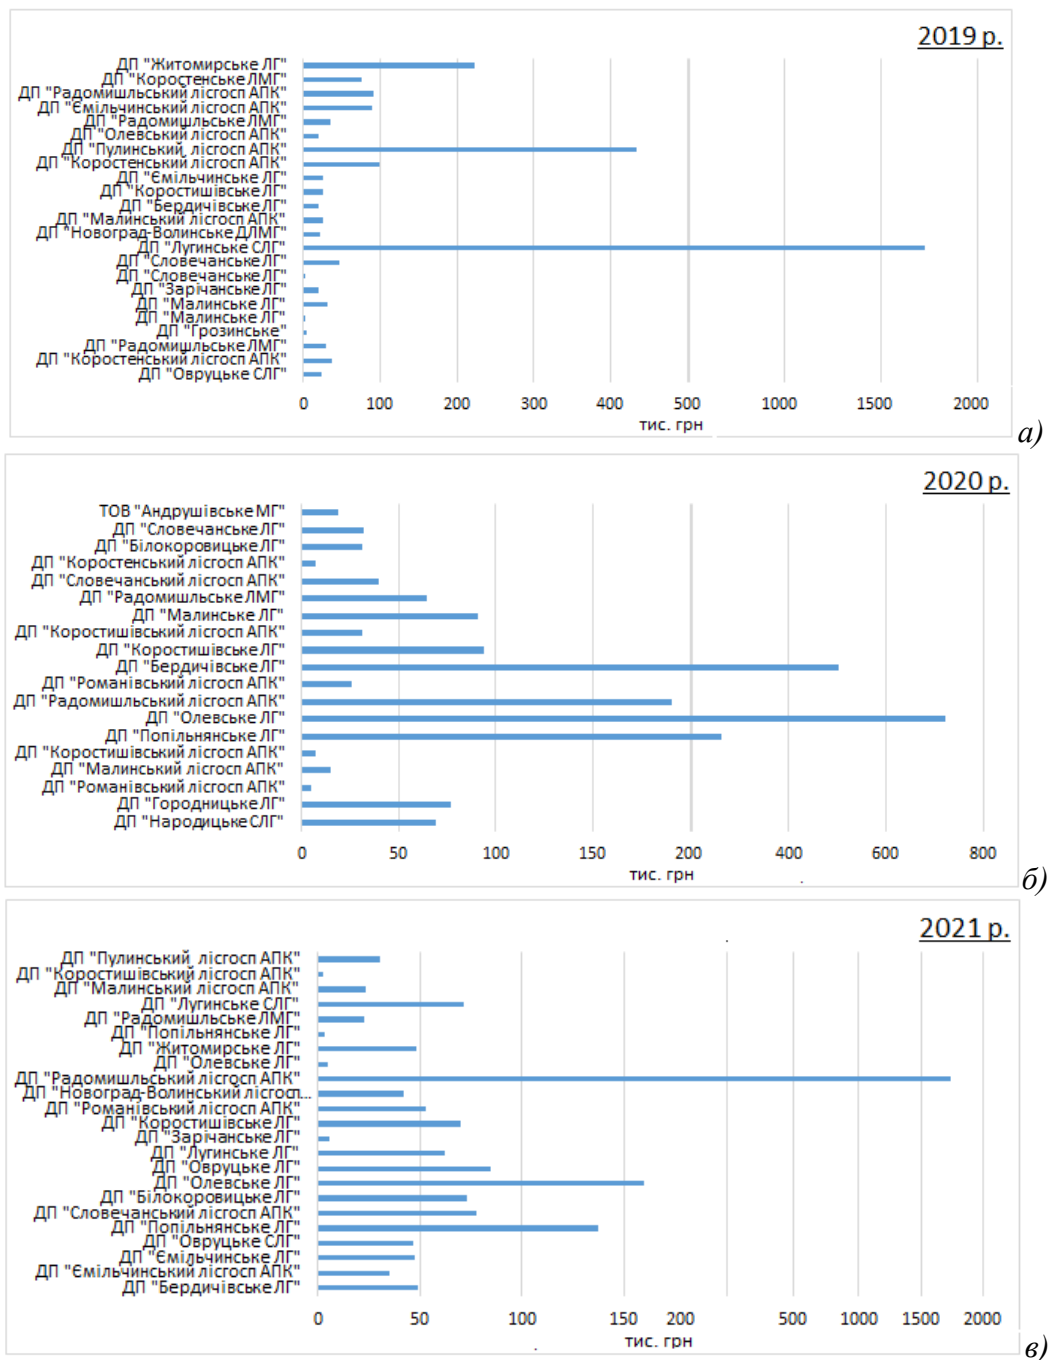 2019 р.
ДП "Житомирське ЛГ"
ДП "Коростенське ЛМГ"
ДП "Радомишльський лісгосп АПК"
ДП "Ємільчинський лісгосп АПК"
ДП "Радомишльське ЛМГ"
ДП "Олевський лісгосп АПК"
ДП "Пулинський лісгосп АПК"
ДП "Коростенський лісгосп АПК"
ДП "Ємільчинське ЛГ"
ДП "Коростишівське ЛГ"
ДП "Бердичівське ЛГ"
ДП "Малинський лісгосп АПК"
ДП "Новоград-Волинське ДЛМГ"
ДП "Лугинське СЛГ"
ДП "Словечанське ЛГ"
ДП "Словечанське ЛГ"
ДП "Зарічанське ЛГ"
ДП "Малинське ЛГ"
ДП "Малинське ЛГ"
ДП "Грозинське"
ДП "Радомишльське ЛМГ"
ДП "Коростенський лісгосп АПК"
ДП "Овруцьке СЛГ"
0 100 200 300 400 500 1000 1500 2000
тис. грн
а)
2020 р.
ТОВ "Андрушівське МГ"
ДП "Словечанське ЛГ"
ДП "Білокоровицьке ЛГ"
ДП "Коростенський лісгосп АПК"
ДП "Словечанський лісгосп АПК"
ДП "Радомишльське ЛМГ"
ДП "Малинське ЛГ"
ДП "Коростишівський лісгосп АПК"
ДП "Коростишівське ЛГ"
ДП "Бердичівське ЛГ"
ДП "Романівський лісгосп АПК"
ДП "Радомишльський лісгосп АПК"
ДП "Олевське ЛГ"
ДП "Попільнянське ЛГ"
ДП "Коростишівський лісгосп АПК"
ДП "Малинський лісгосп АПК"
ДП "Романівський лісгосп АПК"
ДП "Городницьке ЛГ"
ДП "Народицьке СЛГ"
0 50 100 150 200 400 600 800
тис. грн
б)
2021 р.
ДП "Пулинський лісгосп АПК"
ДП "Коростишівський лісгосп АПК"
ДП "Малинський лісгосп АПК"
ДП "Лугинське СЛГ"
ДП "Радомишльське ЛМГ"
ДП "Попільнянське ЛГ"
ДП "Житомирське ЛГ"
ДП "Олевське ЛГ"
ДП "Радомишльський лісгосп АПК"
ДП "Новоград-Волинський лісгосп...
ДП "Романівський лісгосп АПК"
ДП "Коростишівське ЛГ"
ДП "Зарічанське ЛГ"
ДП "Лугинське ЛГ"
ДП "Овруцьке ЛГ"
ДП "Олевське ЛГ"
ДП "Білокоровицьке ЛГ"
ДП "Словечанський лісгосп АПК"
ДП "Попільнянське ЛГ"
ДП "Овруцьке СЛГ"
ДП "Ємільчинське ЛГ"
ДП "Ємільчинський лісгосп АПК"
ДП "Бердичівське ЛГ"
0 50 100 150 200 500 1000 1500 2000
тис. грн
в)